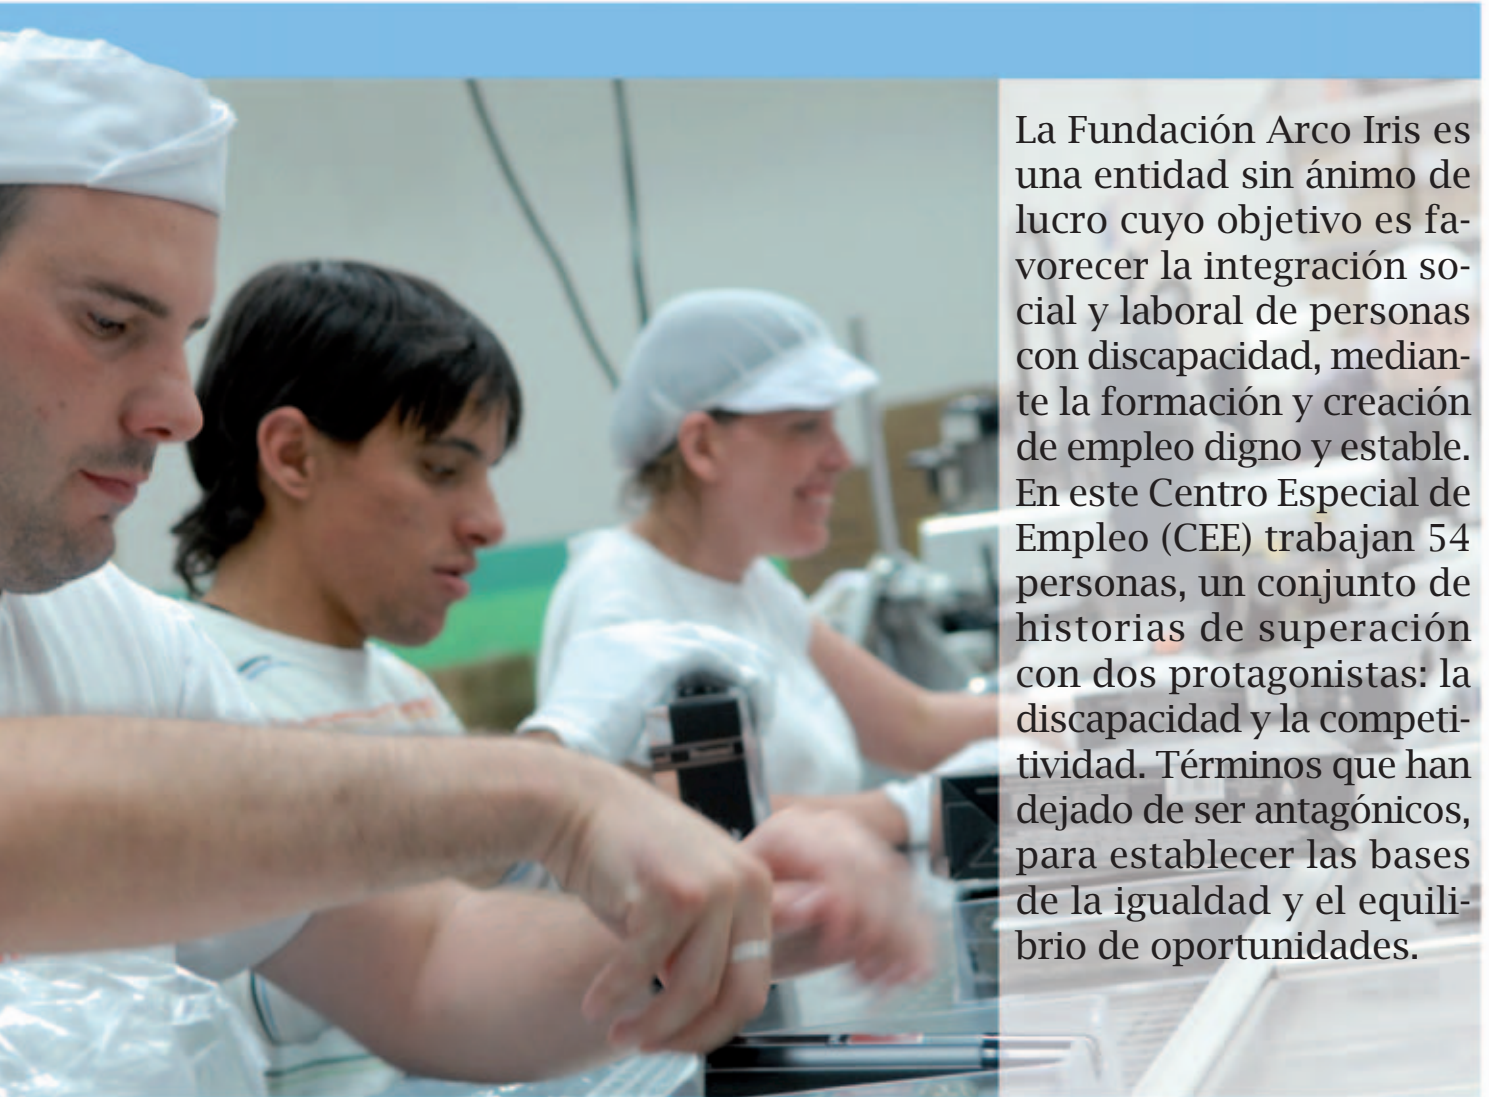 La Fundación Arco Iris es
una entidad sin ánimo de
lucro cuyo objetivo es fa-
vorecer la integración so-
cial y laboral de personas
con discapacidad, median-
te la formación y creación
de empleo digno y estable.
En este Centro Especial de
Empleo (CEE) trabajan 54
personas, un conjunto de
historias de superación
con dos protagonistas: la
discapacidad y la competi-
tividad. Términos que han
dejado de ser antagónicos,
para establecer las bases
de la igualdad y el equili-
brio de oportunidades.